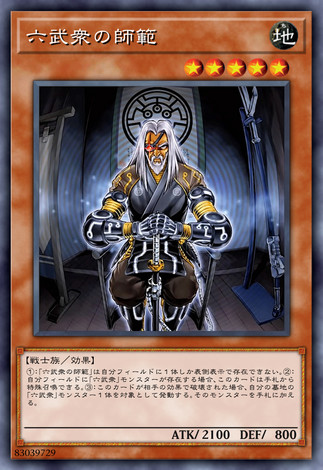 六武衆の師範
地
【戦士族／効果】
①：「六武衆の師範」は自分フィールドに１体しか表側表示で存在できない。②：
自分フィールドに「六武衆」モンスターが存在する場合、このカードは手札から
特殊召喚できる。③：このカードが相手の効果で破壊された場合、自分の墓地の
「六武衆」モンスター１体を対象として発動する。そのモンスターを手札に加え
る。
ATK/ 2100 DEF/ 800
83039729